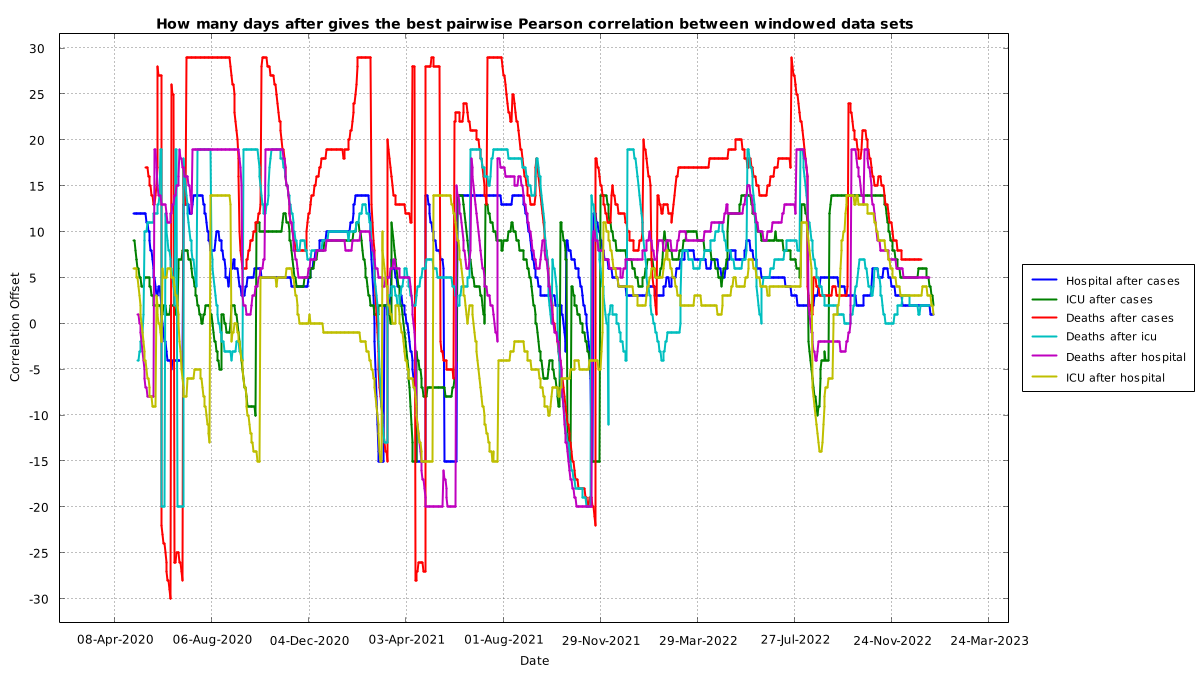 How many days after gives the best pairwise Pearson correlation between windowed data sets
30
25
20
15
10
5
0
-5
-10
-15
-20
-25
-30
Correlation Offset
08-Apr-2020 06-Aug-2020 04-Dec-2020 03-Apr-2021 01-Aug-2021 29-Nov-2021 29-Mar-2022 27-Jul-2022 24-Nov-2022 24-Mar-2023
Date
Hospital after cases
ICU after cases
Deaths after cases
Deaths after icu
Deaths after hospital
ICU after hospital